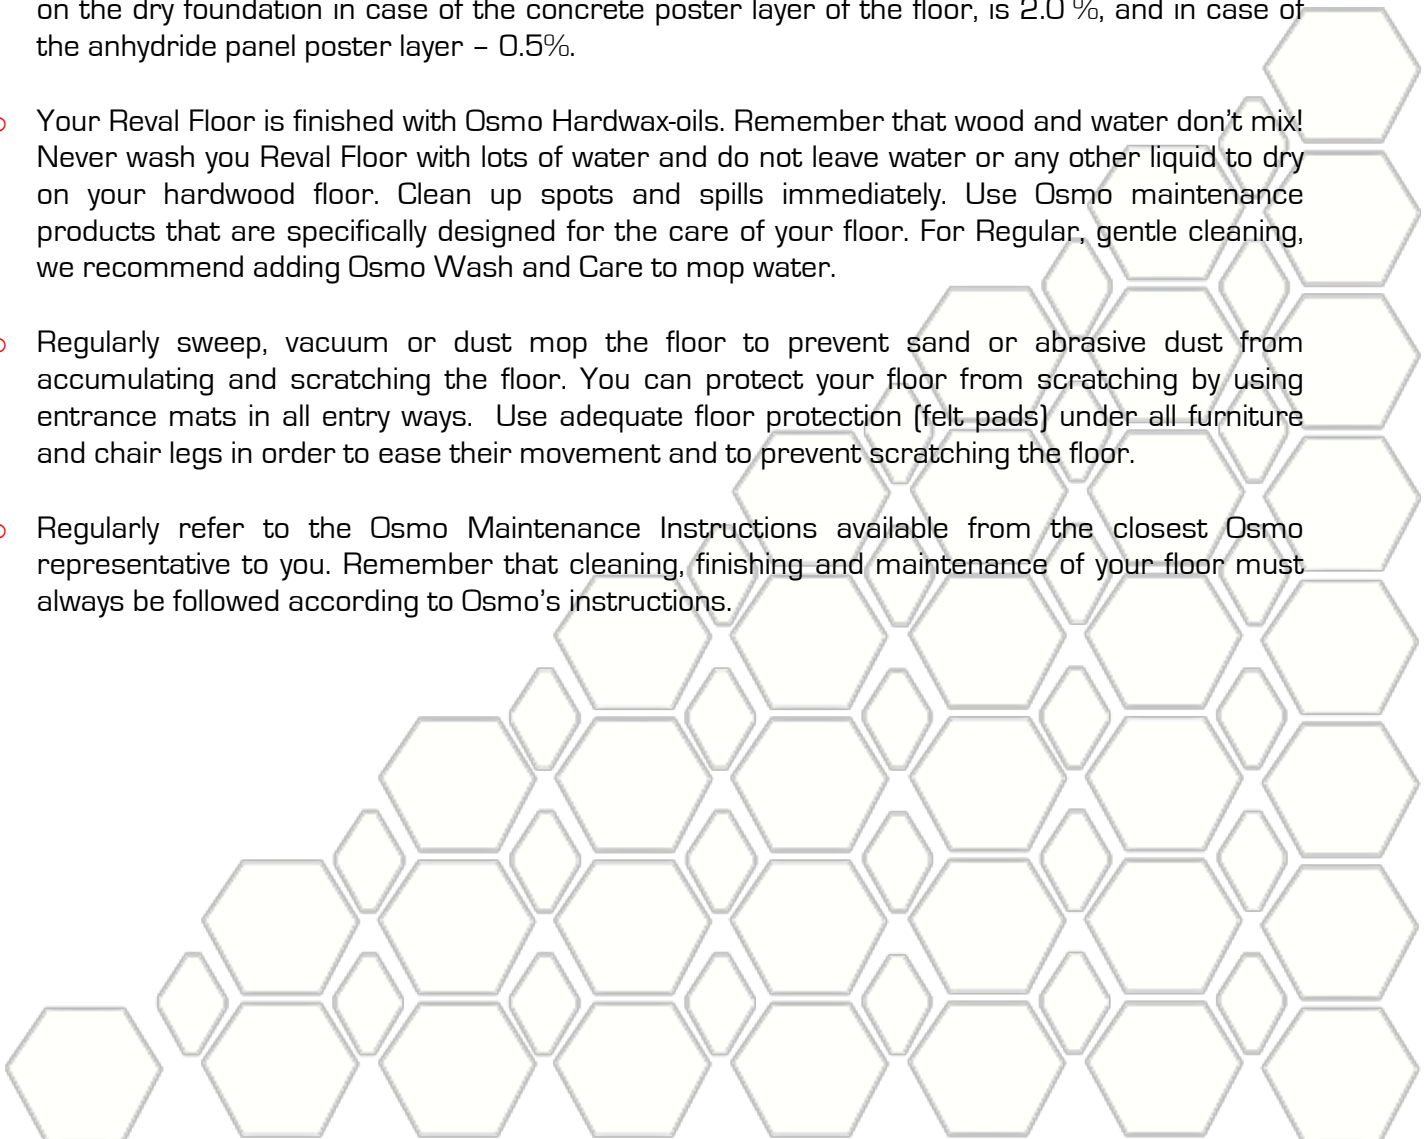 on the dry foundation in case of the concrete poster layer of the floor, is 2.0 %, and in case of
the anhydride panel poster layer – 0.5%.
Your Reval Floor is finished with Osmo Hardwax-oils. Remember that wood and water don’t mix!
Never wash you Reval Floor with lots of water and do not leave water or any other liquid to dry
on your hardwood floor. Clean up spots and spills immediately. Use Osmo maintenance
products that are specifically designed for the care of your floor. For Regular, gentle cleaning,
we recommend adding Osmo Wash and Care to mop water.
Regularly sweep, vacuum or dust mop the floor to prevent sand or abrasive dust from
accumulating and scratching the floor. You can protect your floor from scratching by using
entrance mats in all entry ways. Use adequate floor protection (felt pads) under all furniture
and chair legs in order to ease their movement and to prevent scratching the floor.
Regularly refer to the Osmo Maintenance Instructions available from the closest Osmo
representative to you. Remember that cleaning, finishing and maintenance of your floor must
always be followed according to Osmo’s instructions.